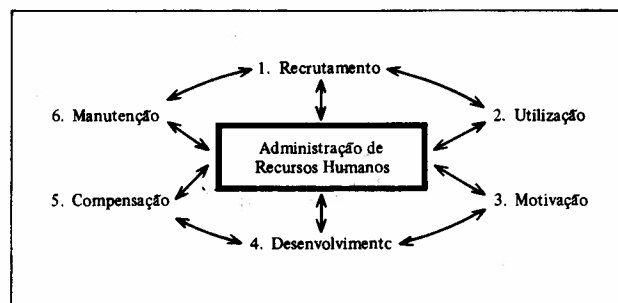 1. Recrutamento
6. Manutenção
2. Utilização
Administração de
Recursos Humanos
5. Compensação
3. Motivação
4. Desenvolvimentc